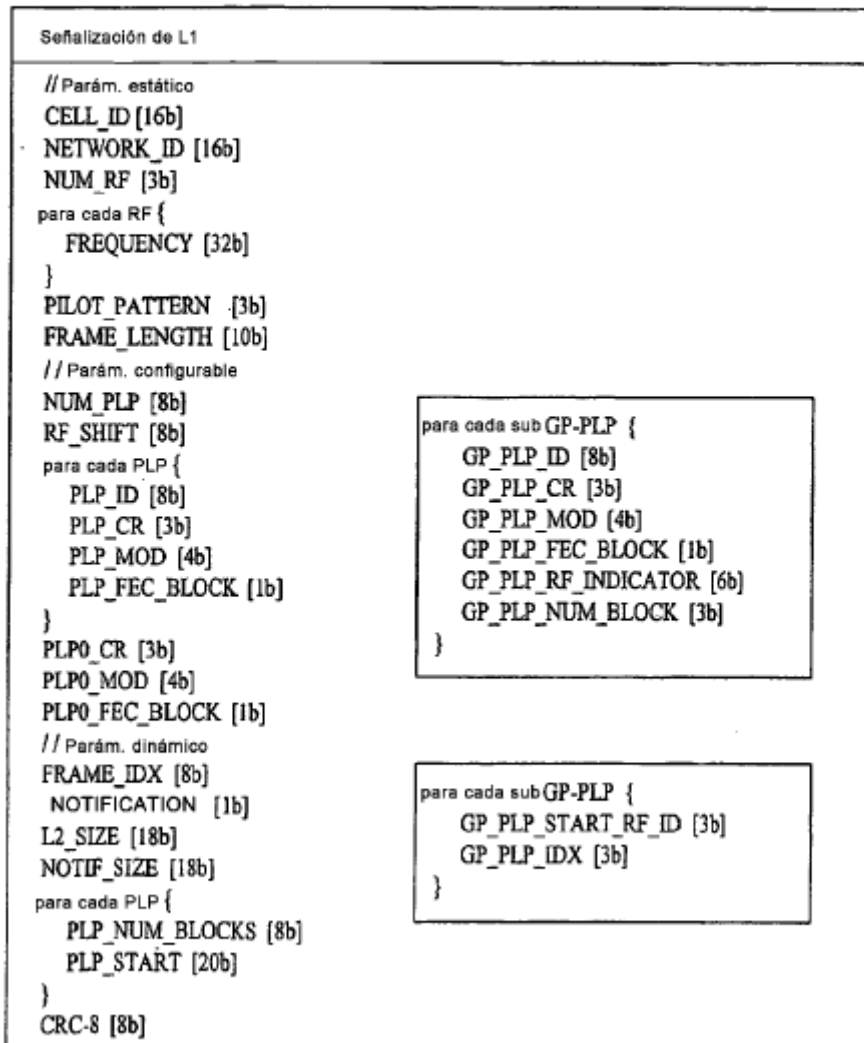 Señalización de L1
// Parám. estático
CELL_ID [16b]
NETWORK_ID [16b]
NUM_RF [3b]
para cada RF {
FREQUENCY [32b]
}
PILOT_PATTERN [3b]
FRAME_LENGTH [10b]
// Parám. configurable
NUM_PLP [8b]
RF_SHIFT [8b]
para cada PLP {
PLP_ID [8b]
PLP_CR [3b]
PLP_MOD [4b]
PLP_FEC_BLOCK [1b]
}
PLP0_CR [3b]
PLP0_MOD [4b]
PLP0_FEC_BLOCK [1b]
// Parám. dinámico
FRAME_IDX [8b]
NOTIFICATION [1b]
L2_SIZE [18b]
NOTIF_SIZE [18b]
para cada PLP {
PLP_NUM_BLOCKS [8b]
PLP_START [20b]
}
CRC-8 [8b]
para cada sub GP-PLP {
GP_PLP_ID [8b]
GP_PLP_CR [3b]
GP_PLP_MOD [4b]
GP_PLP_FEC_BLOCK [1b]
GP_PLP_RF_INDICATOR [6b]
GP_PLP_NUM_BLOCK [3b]
}
para cada sub GP-PLP {
GP_PLP_START_RF_ID [3b]
GP_PLP_IDX [3b]
}